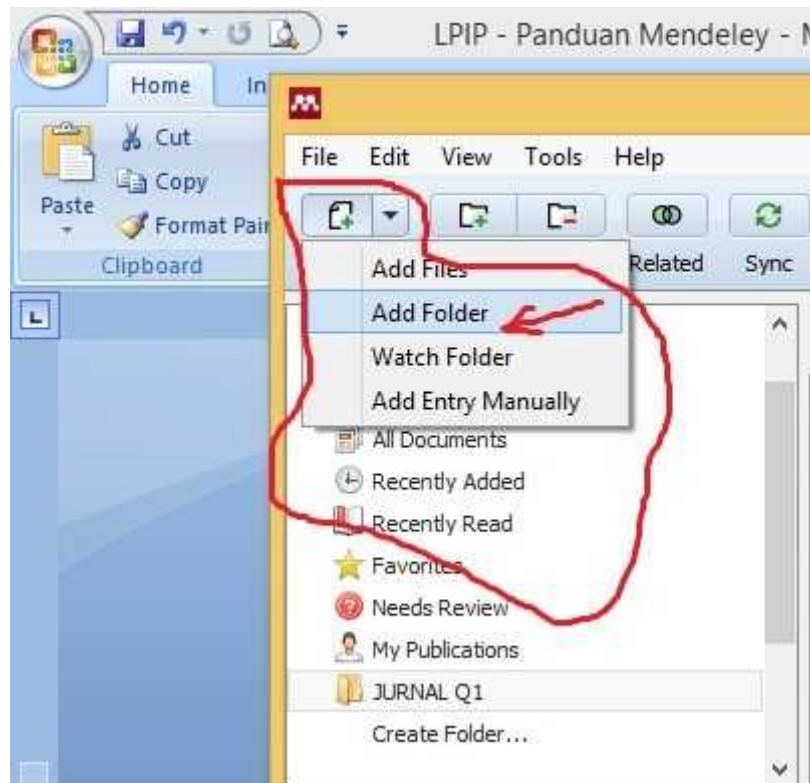 LPIP - Panduan Mendeley -
Home
Cut
Copy
Paste
Format
Clipboard
File Edit View Tools Help
Related Sync
Add Files
Add Folder
Watch Folder
Add Entry Manually
All Documents
Recently Added
Recently Read
Favorites
Needs Review
My Publications
JURNAL Q1
Create Folder...